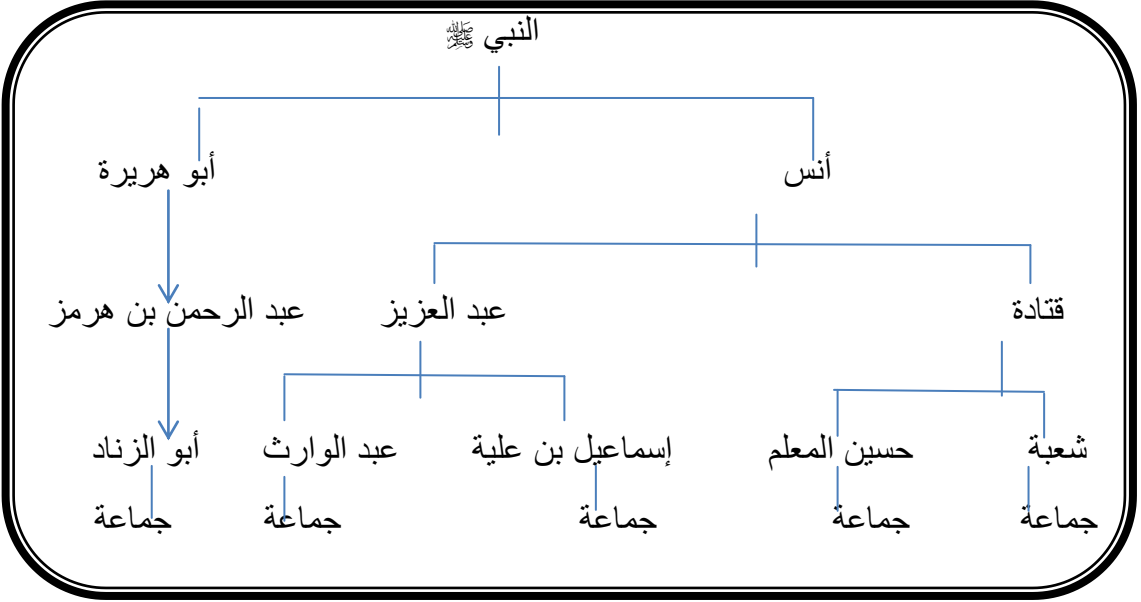 النبي ﷺ
أنس أبو هريرة
قتادة عبد العزيز عبد الرحمن بن هرمز
شعبة حسين المعلم إسماعيل بن علية عبد الوارث أبو الزناد
جماعة جماعة جماعة جماعة جماعة